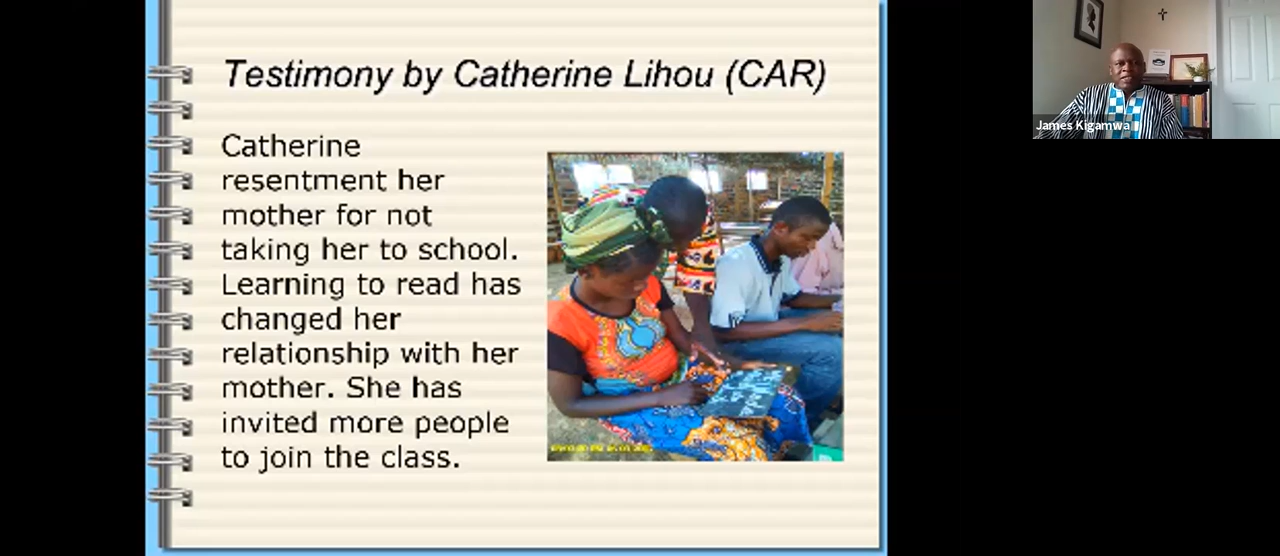 Testimony by Catherine Lihou (CAR)
Catherine
resentment her
mother for not
taking her to school.
Learning to read has
changed her
relationship with her
mother. She has
invited more people
to join the class.
James Kigamwa